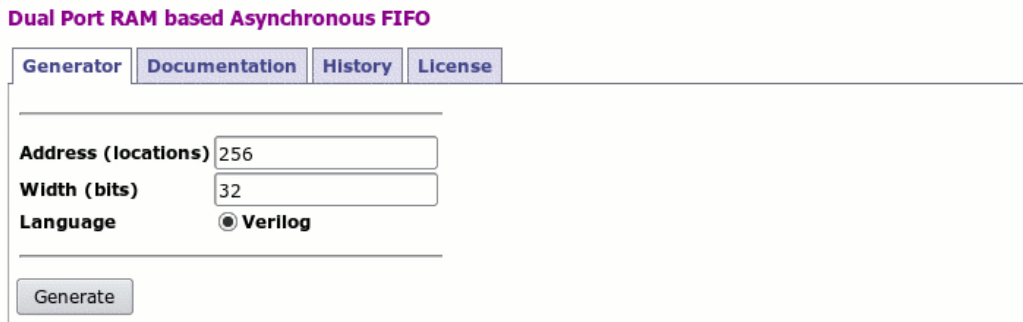 Dual Port RAM based Asynchronous FIFO
Generator Documentation History License
Address (locations) 256
Width (bits) 32
Language Verilog
Generate